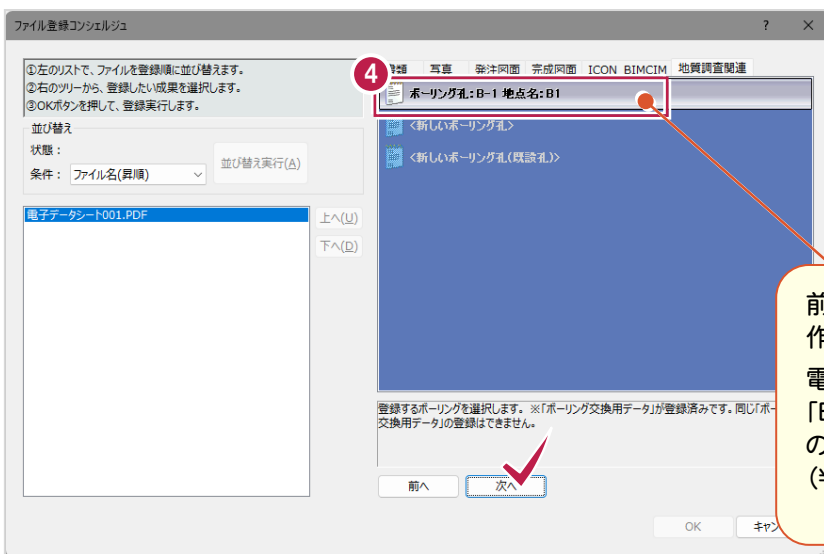 ファイル登録コンシェルジュ
?
①左のリストで、ファイルを登録順に並び替えます。
②右のツリーから、登録したい成果を選択します。
③OKボタンを押して、登録実行します。
並び替え
状態：
条件： ファイル名(昇順)
並び替え実行(A)
電子データシート001.PDF
上へ(U)
下へ(D)
4
写真 発注図面 完成図面 ICON BIMCIM 地質調査関連
ボーリング孔：B-1 地点名：B1
<新しいボーリング孔>
<新しいボーリング孔(既設孔)>
登録するボーリングを選択します。 ※「ボーリング交換用データ」が登録済みです。同じ「ボー
交換用データ」の登録はできません。
前へ
次へ
OK
キャン
前
作
電
の